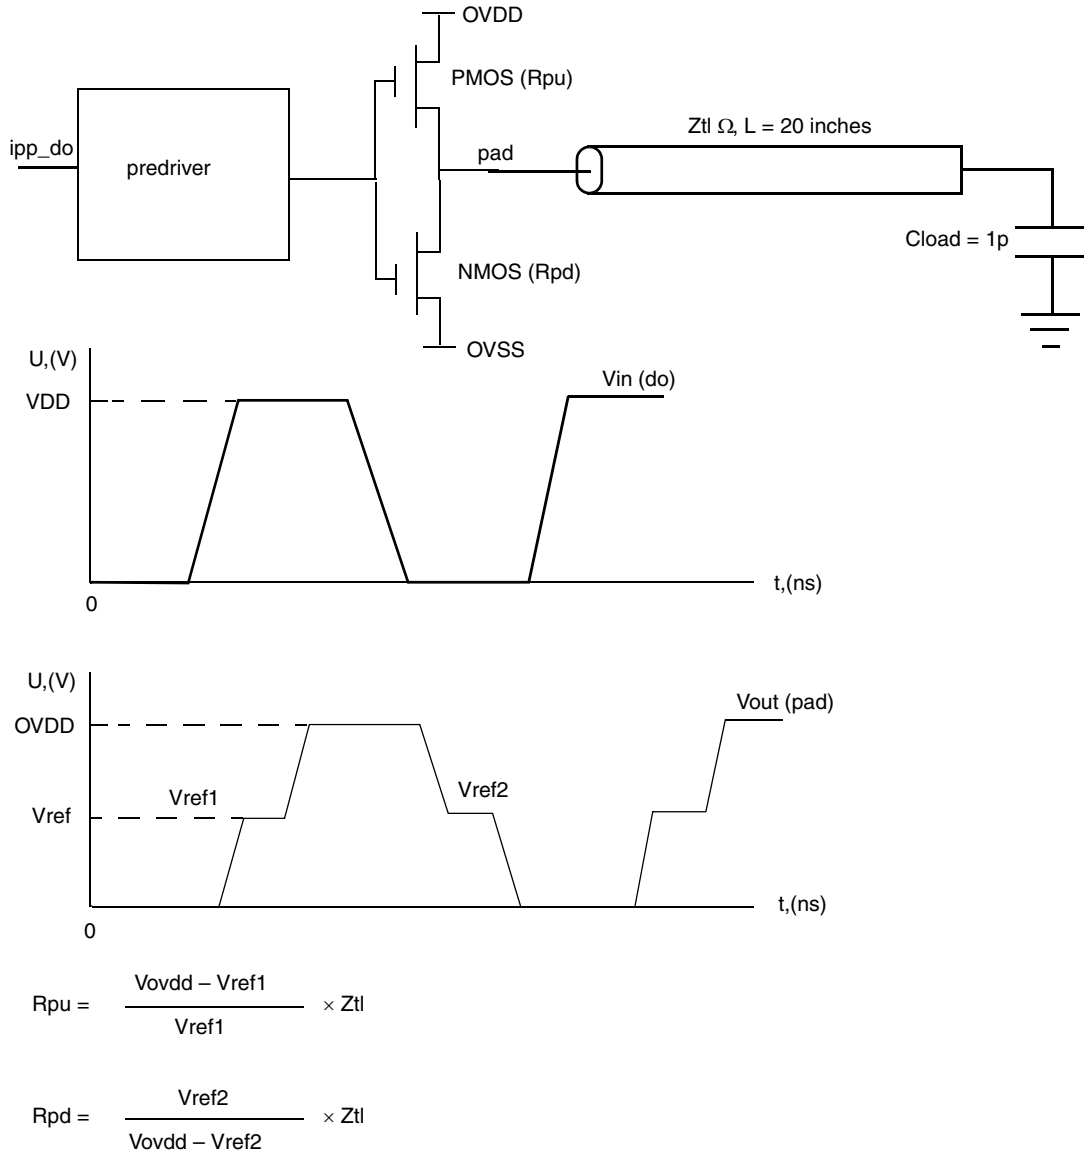 OVDD
PMOS (Rpu)
Ztl Ω, L = 20 inches
ipp_do
predriver
pad
Cload = 1p
NMOS (Rpd)
OVSS
U,(V)
VDD
Vin (do)
t,(ns)
0
U,(V)
OVDD
Vout (pad)
Vref
Vref1
Vref2
t,(ns)
0
Rpu =
Vovdd – Vref1
Vref1
× Ztl
Rpd =
Vref2
Vovdd – Vref2
× Ztl